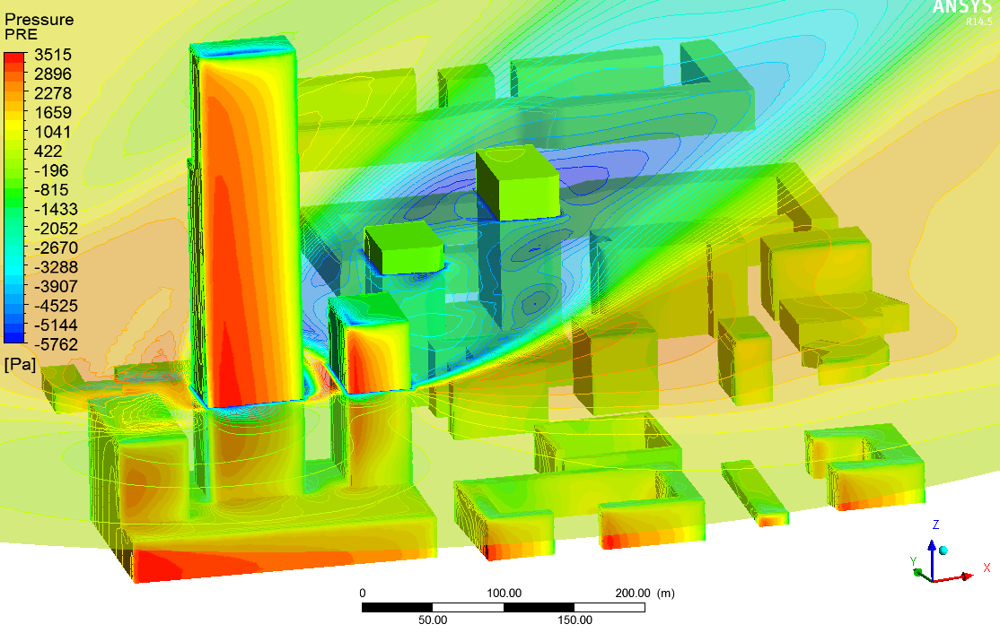 Pressure
PRE
3515
2896
2278
1659
1041
422
-196
-815
-1433
-2052
-2670
-3288
-3907
-4525
-5144
-5762
[Pa]
ANSYS
R14.5
0 100.00 200.00 (m)
50.00 150.00
Z
Y
X